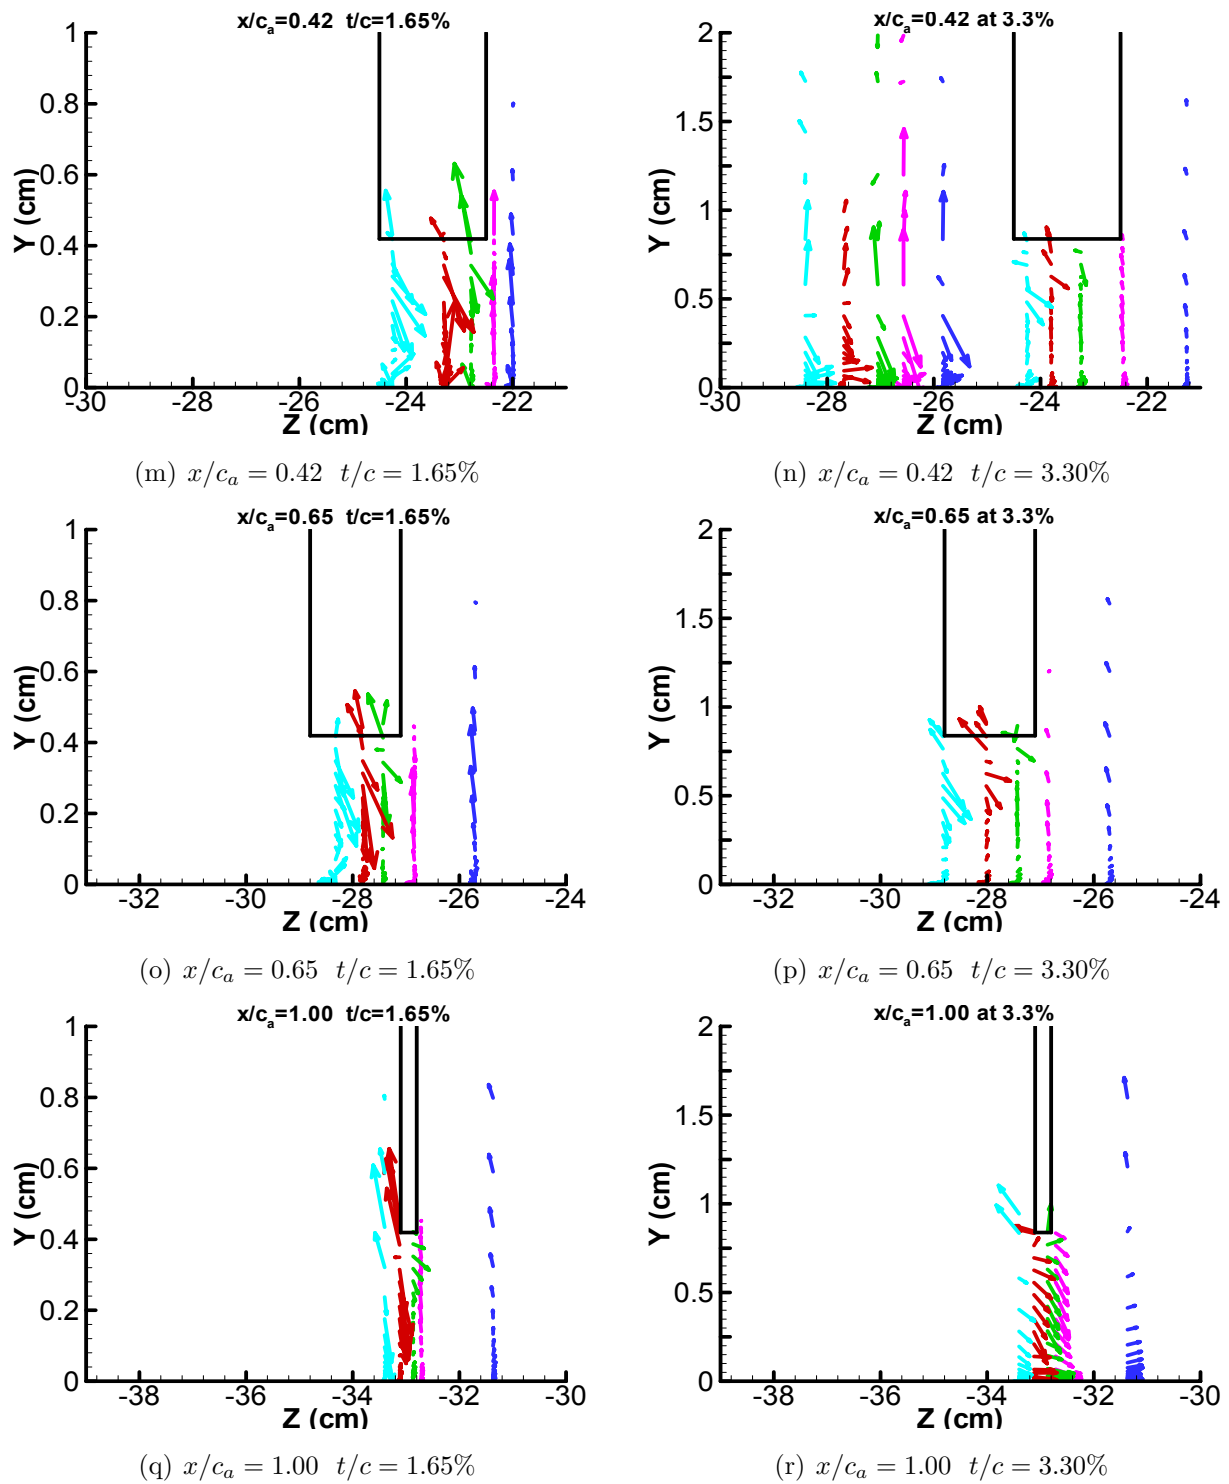 x/ca=0.42 t/c=1.65%
1
0.8
0.6
0.4
0.2
0
Y (cm)
-30 -28 -26 -24 -22
Z (cm)
(m) x/ca = 0.42 t/c = 1.65%
x/ca=0.42 at 3.3%
2
1.5
1
0.5
0
Y (cm)
-28 -26 -24 -22
Z (cm)
(n) x/ca = 0.42 t/c = 3.30%
x/ca=0.65 t/c=1.65%
1
0.8
0.6
0.4
0.2
0
Y (cm)
-32 -30 -28 -26 -24
Z (cm)
(o) x/ca = 0.65 t/c = 1.65%
x/ca=0.65 at 3.3%
2
1.5
1
0.5
0
Y (cm)
-32 -30 -28 -26 -24
Z (cm)
(p) x/ca = 0.65 t/c = 3.30%
x/ca=1.00 t/c=1.65%
1
0.8
0.6
0.4
0.2
0
Y (cm)
-38 -36 -34 -32 -30
Z (cm)
(q) x/ca = 1.00 t/c = 1.65%
x/ca=1.00 at 3.3%
2
1.5
1
0.5
0
Y (cm)
-38 -36 -34 -32 -30
Z (cm)
(r) x/ca = 1.00 t/c = 3.30%